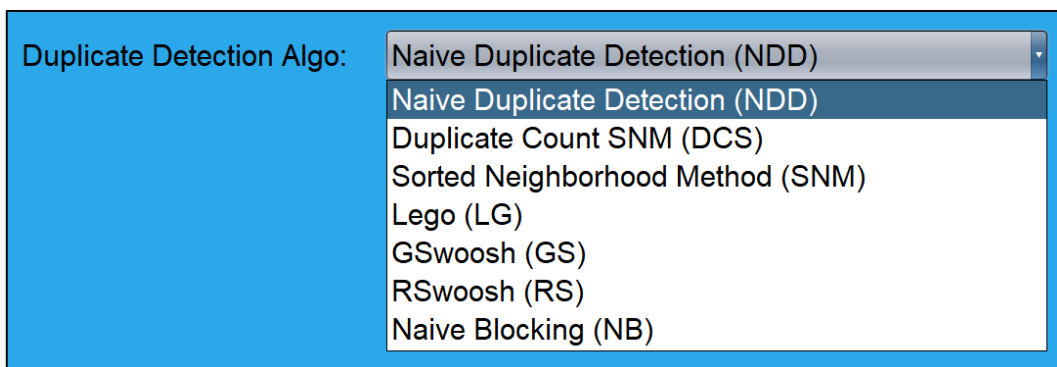 Duplicate Detection Algo: Naive Duplicate Detection (NDD)
Naive Duplicate Detection (NDD)
Duplicate Count SNM (DCS)
Sorted Neighborhood Method (SNM)
Lego (LG)
GSwoosh (GS)
RSwoosh (RS)
Naive Blocking (NB)